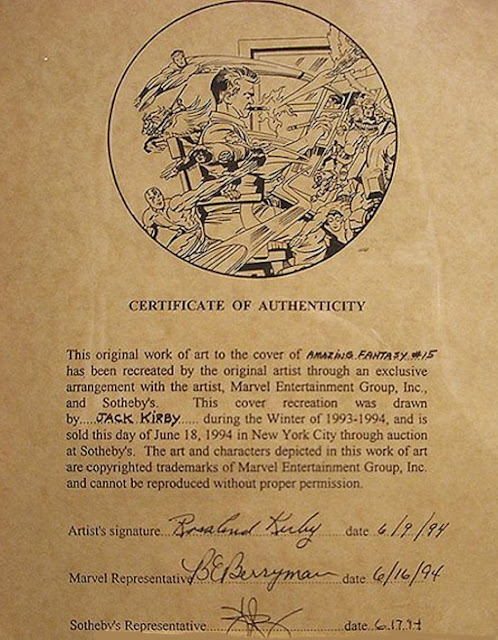 CERTIFICATE OF AUTHENTICITY
This original work of art to the cover of AMAZING FANTASY #15
has been recreated by the original artist through an exclusive
arrangement with the artist, Marvel Entertainment Group, Inc.,
and Sotheby's. This cover recreation was drawn
by.....JACK KIRBY..... during the Winter of 1993-1994, and is
sold this day of June 18, 1994 in New York City through auction
at Sotheby's. The art and characters depicted in this work of art
are copyrighted trademarks of Marvel Entertainment Group, Inc.
and cannot be reproduced without proper permission.
Artist's signature... Rosalind Kirby date 6/9/94
Marvel Representative BEBerryman date 6/16/94
Sotheby's Representative... date 6.17.94